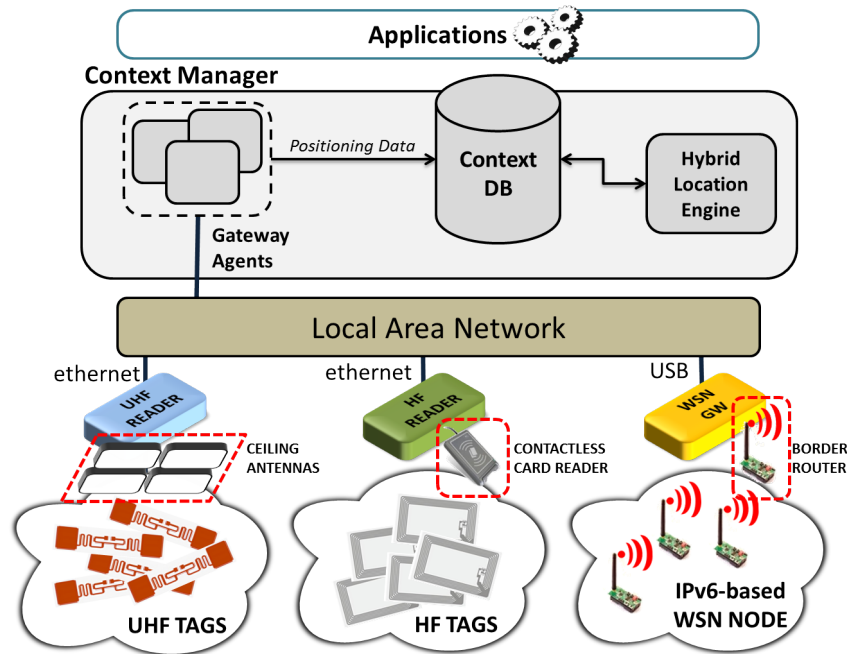 Applications
Context Manager
Positioning Data
Context
DB
Hybrid
Location
Engine
Gateway
Agents
Local Area Network
ethernet
ethernet
USB
UHF
READER
HF
READER
WSN
GW
CEILING
ANTENNAS
CONTACTLESS
CARD READER
BORDER
ROUTER
UHF TAGS
HF TAGS
IPv6-based
WSN NODE